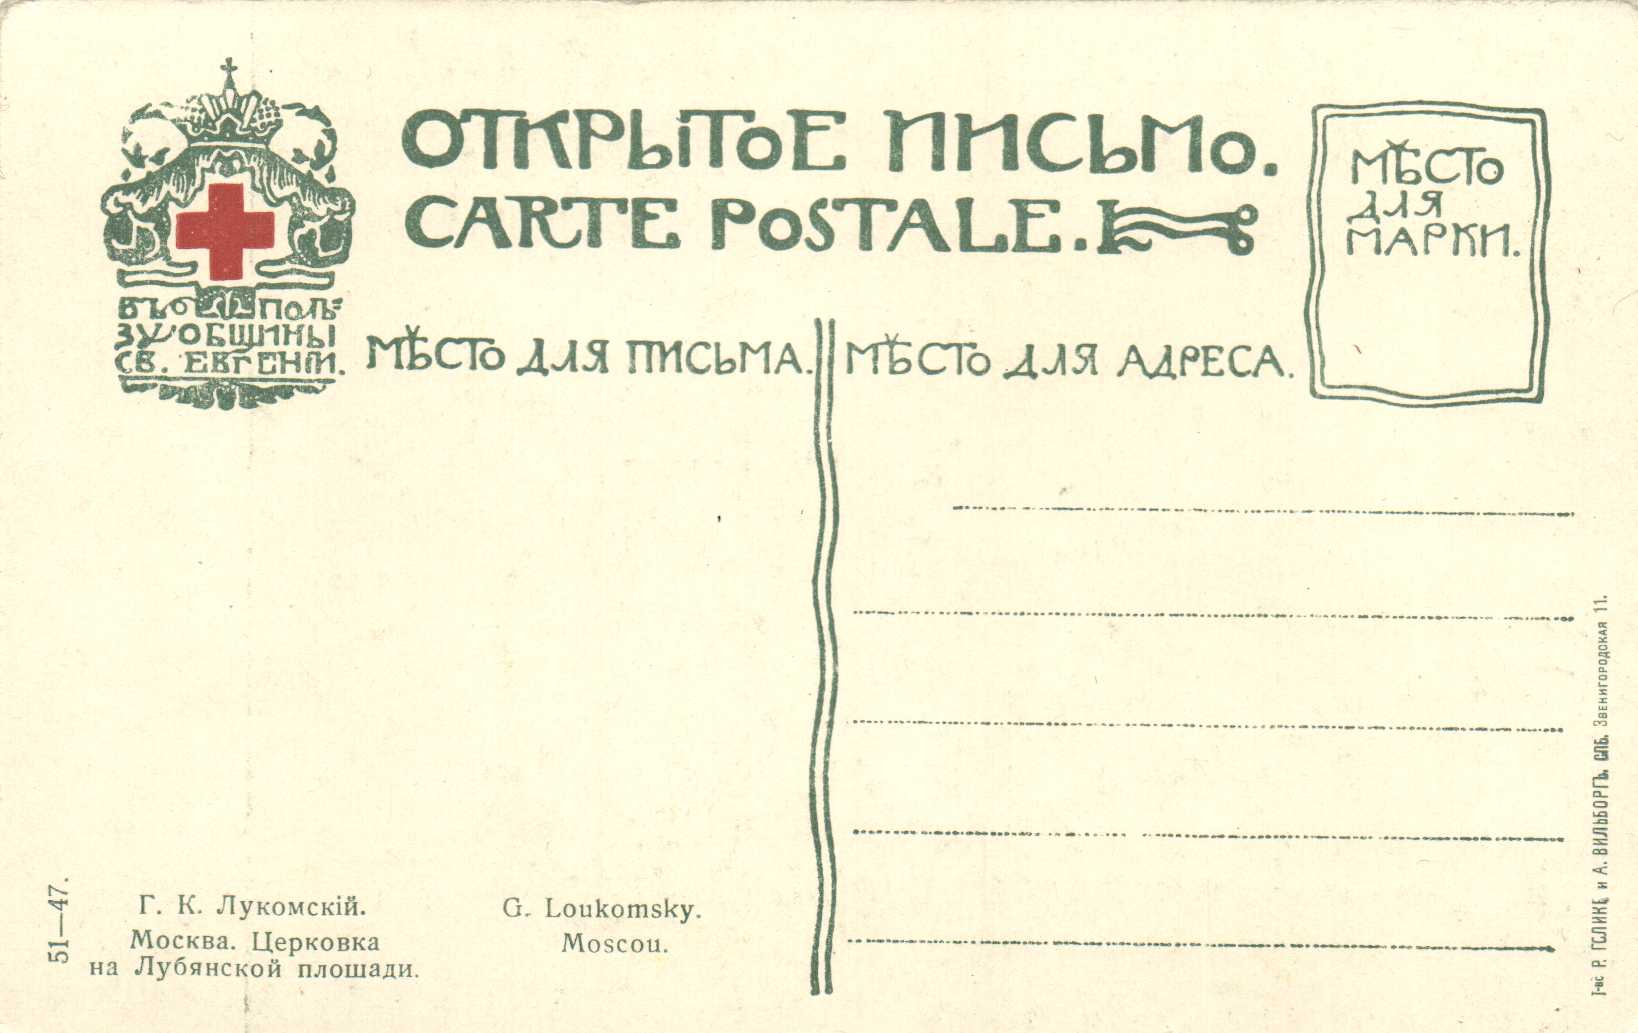 ОТКРЫТОЕ ПИСЬМО.
CARTE POSTALE.
МѢСТО
ДЛЯ
МАРКИ.
ВЪ ПОЛЬ=
ЗУ ОБЩИНЫ
СВ. ЕВГЕНІИ.
МѢСТО ДЛЯ ПИСЬМА.
МѢСТО ДЛЯ АДРЕСА.
51—47.
Г. К. Лукомскій.
Москва. Церковка
на Лубянской площади.
G. Loukomsky.
Moscou.
Т-во Р. ГОЛИКЕ и А. ВИЛЬБОРГЪ. СПБ. Звенигородская 11.